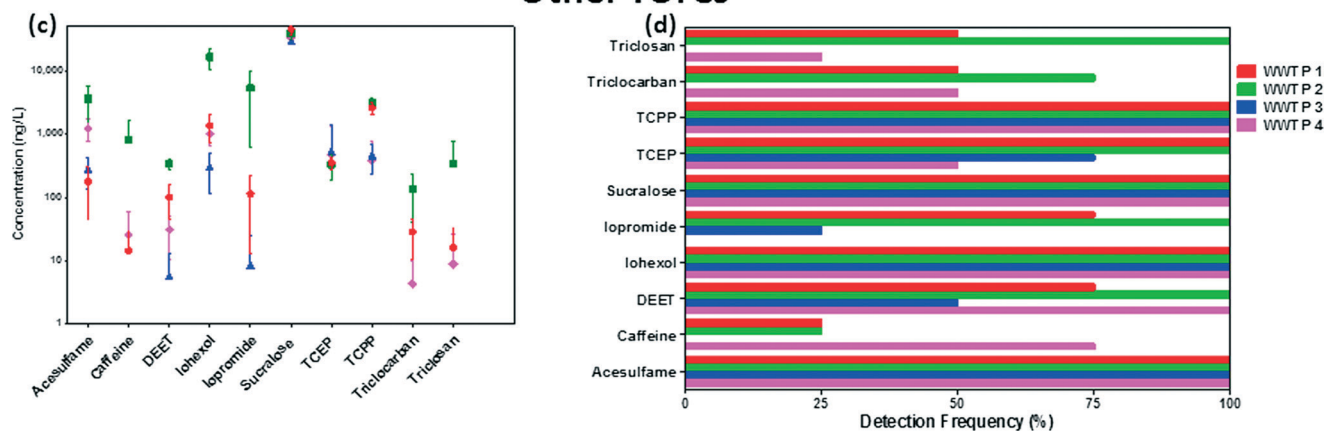 (c)
10,000
1,000
100
10
1
Concentration (ng/L)
Acesulfame
Caffeine
DEET
Iohexol
Iopromide
Sucralose
TCEP
TCPP
Triclocarban
Triclosan
(d)
Triclosan
Triclocarban
TCPP
TCEP
Sucralose
Iopromide
Iohexol
DEET
Caffeine
Acesulfame
0 25 50 75 100
Detection Frequency (%)
WWTP 1
WWTP 2
WWTP 3
WWTP 4